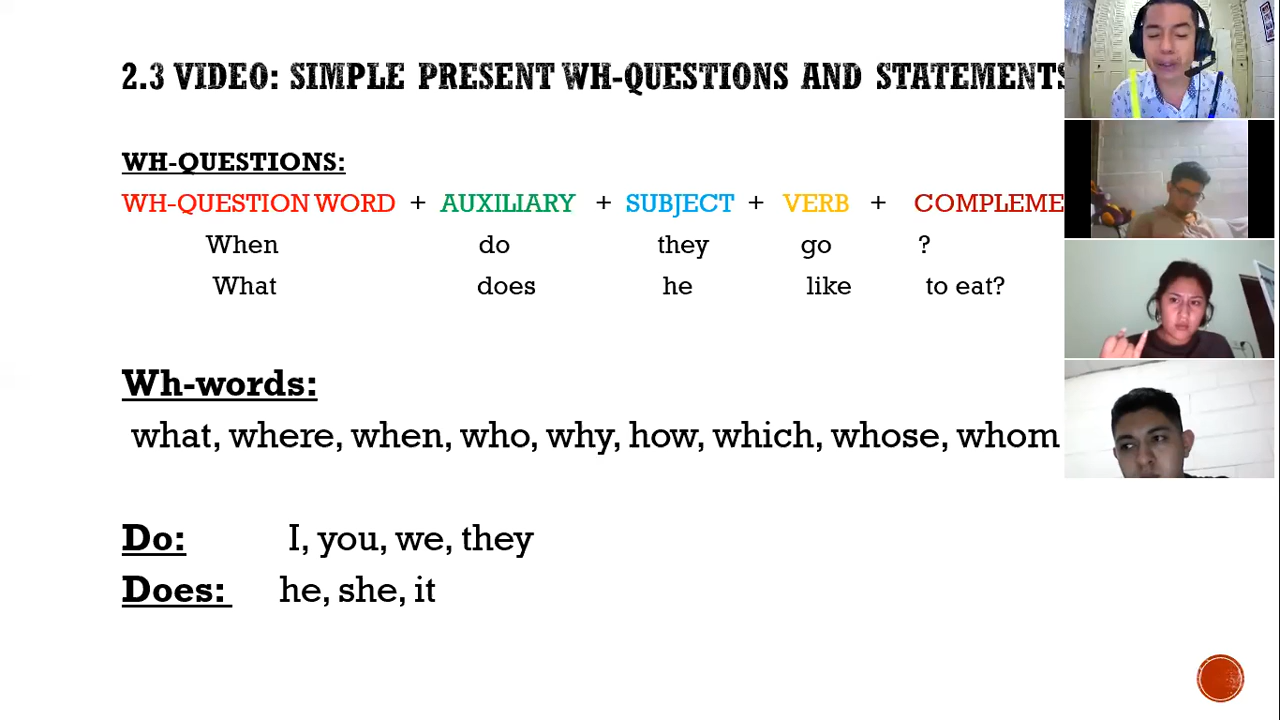 2.3 VIDEO: SIMPLE PRESENT WH-QUESTIONS AND STATEMENTS
WH-QUESTIONS:
WH-QUESTION WORD + AUXILIARY + SUBJECT + VERB + COMPLEME
When do they go ?
What does he like to eat?
Wh-words:
what, where, when, who, why, how, which, whose, whom
Do: I, you, we, they
Does: he, she, it